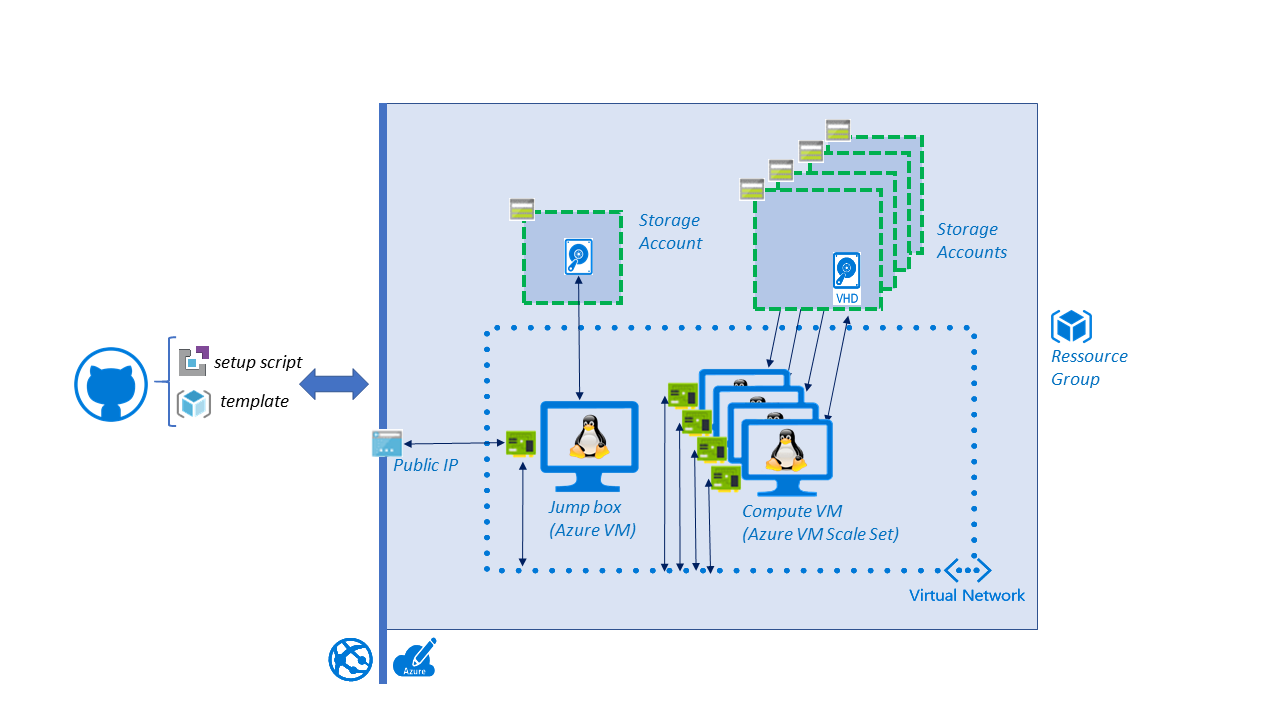 Storage
Account
Storage
Accounts
VHD
setup script
template
Ressource
Group
Public IP
Jump box
(Azure VM)
Compute VM
(Azure VM Scale Set)
Virtual Network
Azure